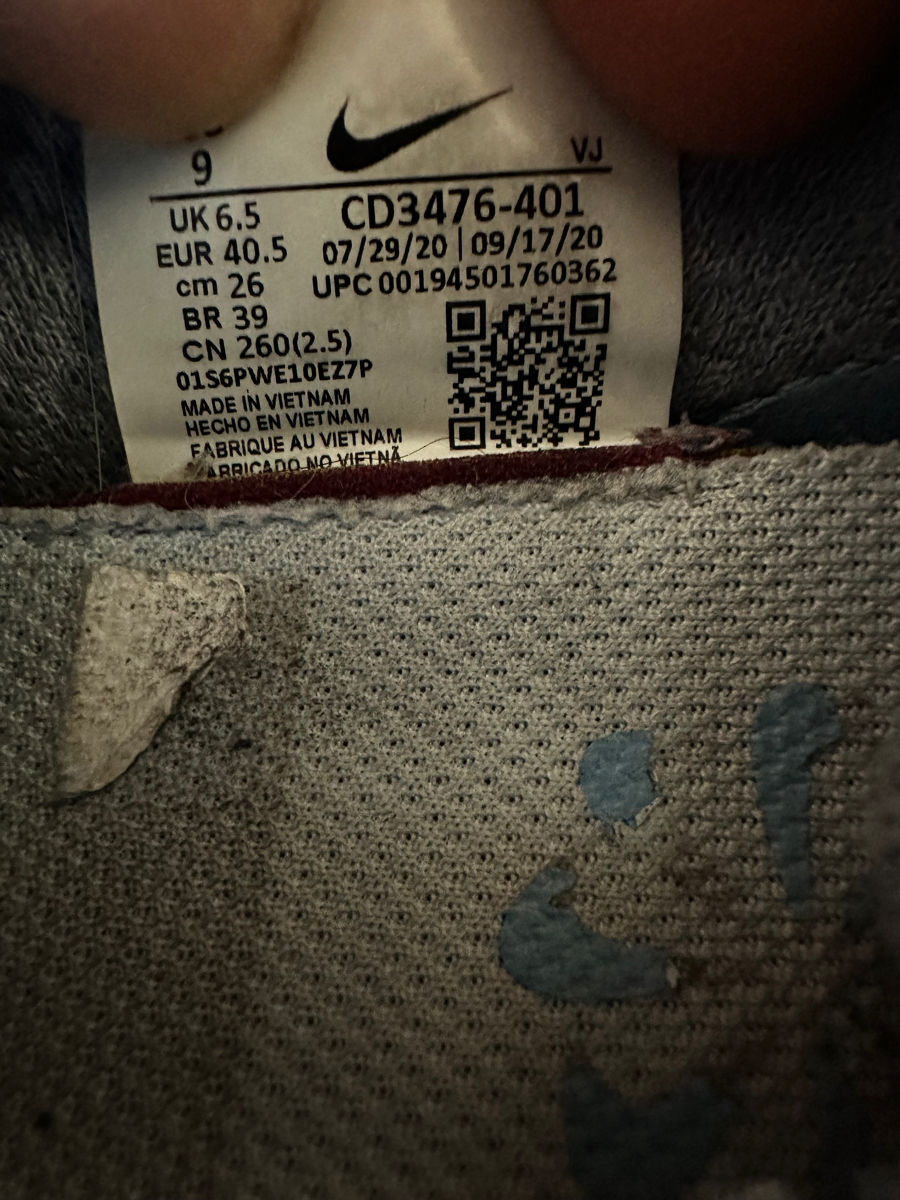 9
VJ
UK 6.5
CD3476-401
EUR 40.5
07/29/20 | 09/17/20
cm 26
UPC 00194501760362
BR 39
CN 260(2.5)
01S6PWE10EZ7P
MADE IN VIETNAM
HECHO EN VIETNAM
FABRIQUE AU VIETNAM
FABRICADO NO VIETNÃ